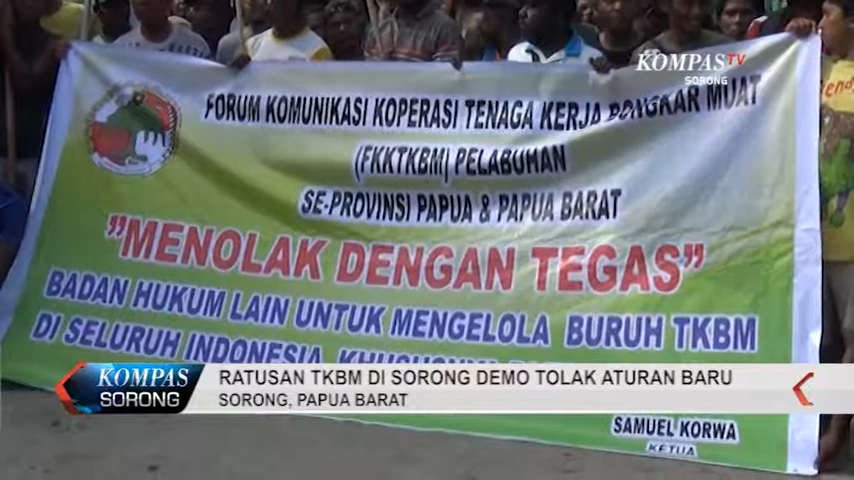 KOMPAS TV
SORONG
FORUM KOMUNIKASI KOPERASI TENAGA KERJA BONGKAR MUAT
(FKKTKBM) PELABUHAN
SE-PROVINSI PAPUA & PAPUA BARAT
"MENOLAK DENGAN TEGAS"
BADAN HUKUM LAIN UNTUK MENGELOLA BURUH TKBM
DI SELURUH INDONESIA, KHUSUSNYA
KOMPAS
SORONG
RATUSAN TKBM DI SORONG DEMO TOLAK ATURAN BARU
SORONG, PAPUA BARAT
SAMUEL KORWA
KETUA